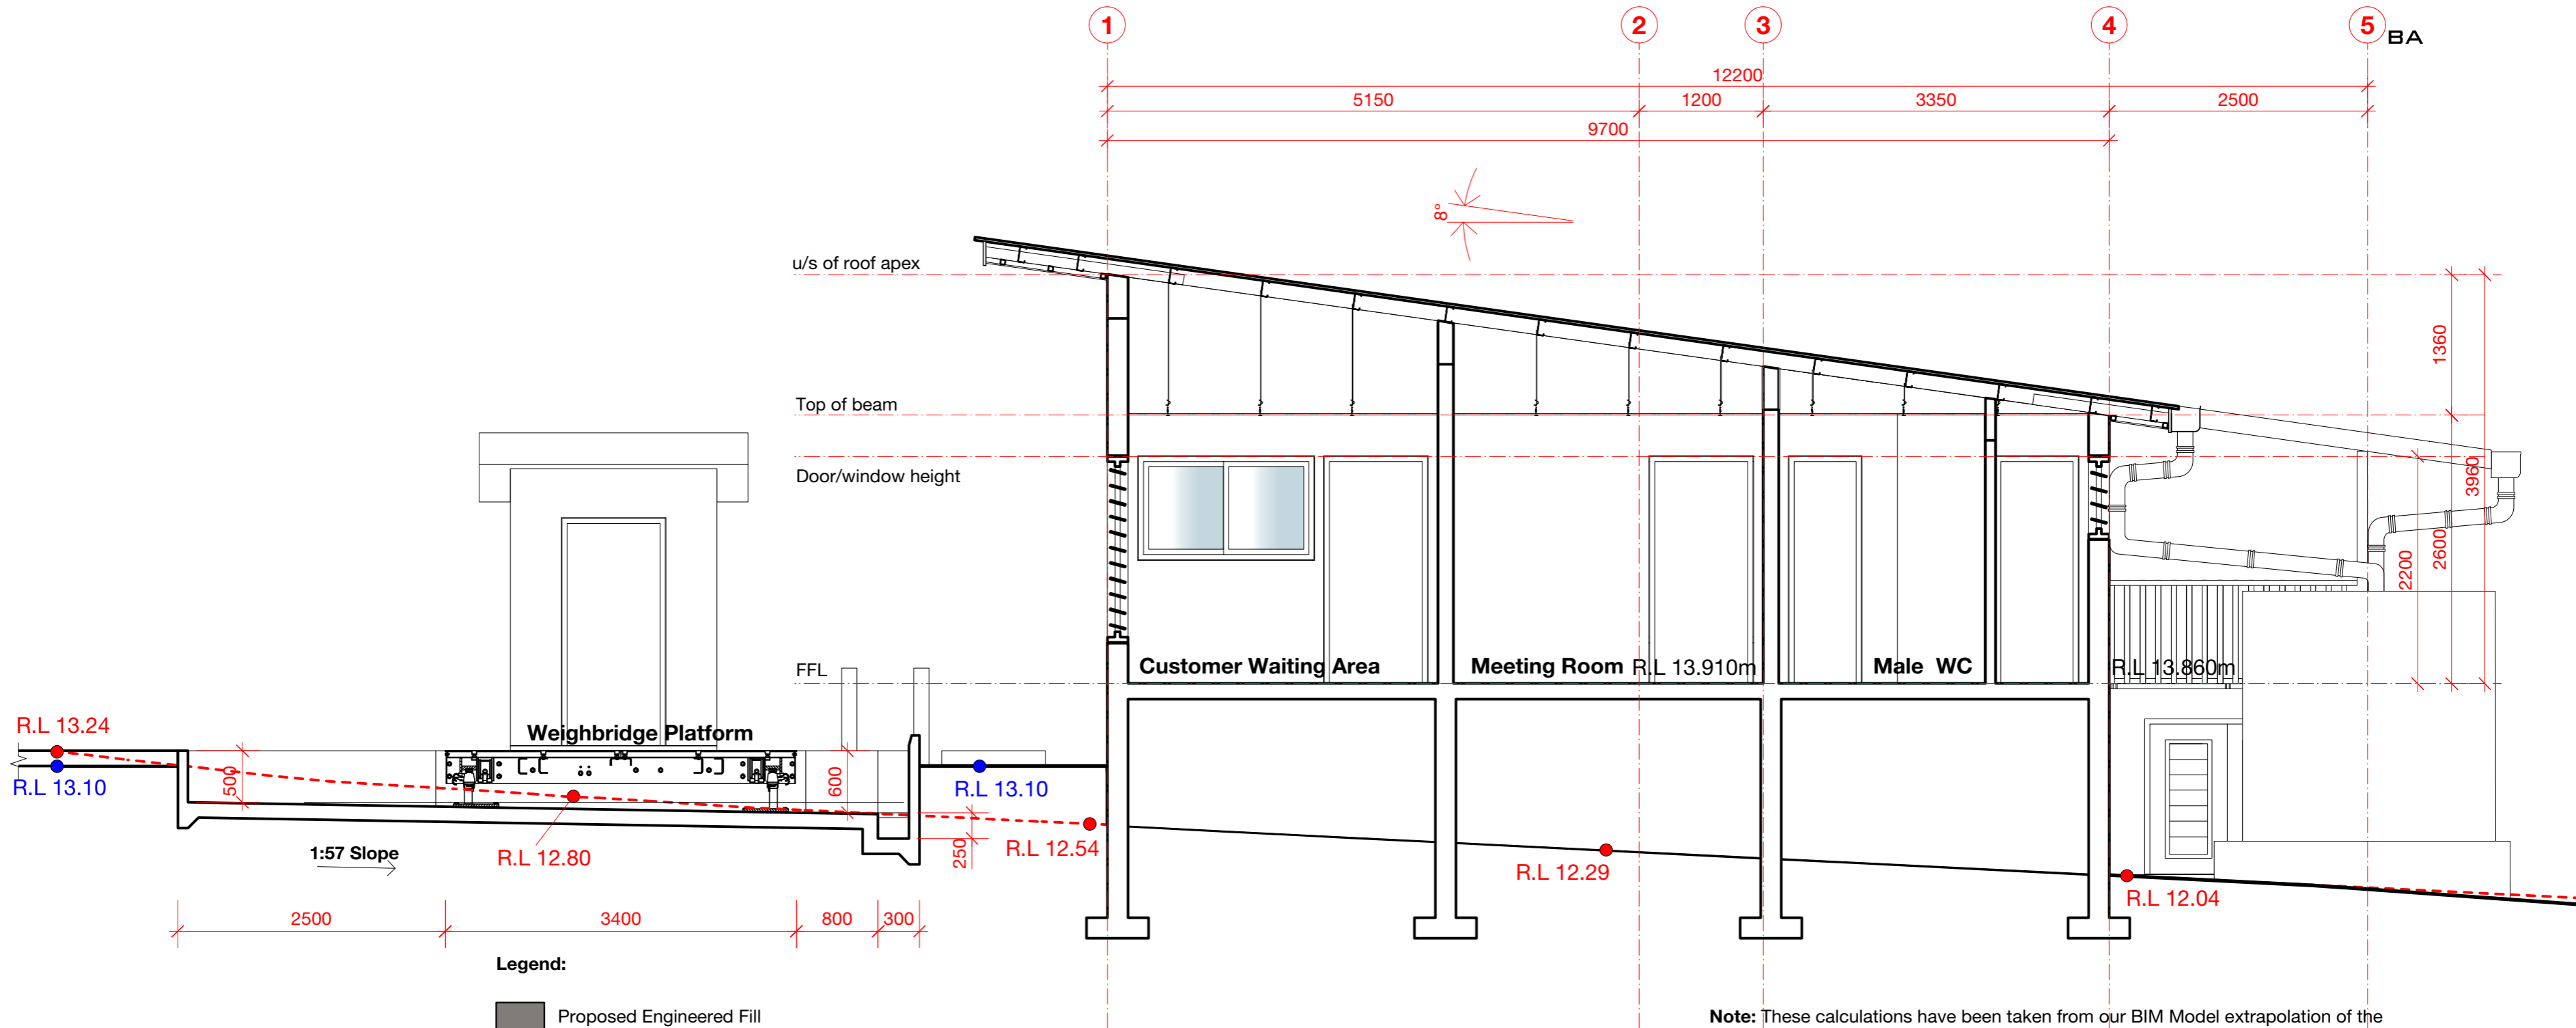 1 2 3 4 5 BA
12200
5150 1200 3350 2500
9700
8°
u/s of roof apex
1360
Top of beam
Door/window height
3960
2600
2200
FFL
Customer Waiting Area
Meeting Room R.L 13.910m
Male WC
R.L 13.860m
R.L 13.24
Weighbridge Platform
500
600
R.L 13.10
R.L 13.10
250
R.L 12.54
1:57 Slope
R.L 12.80
R.L 12.29
R.L 12.04
2500 3400 800 300
Legend:
Proposed Engineered Fill
Note: These calculations have been taken from our BIM Model extrapolation of the